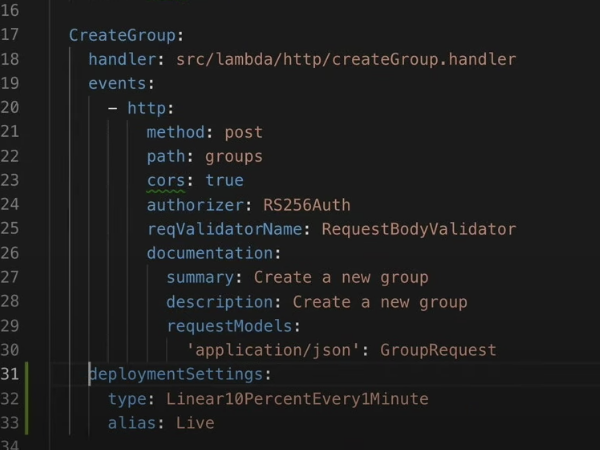 16
17 CreateGroup:
18 handler: src/lambda/http/createGroup.handler
19 events:
20 - http:
21 method: post
22 path: groups
23 cors: true
24 authorizer: RS256Auth
25 reqValidatorName: RequestBodyValidator
26 documentation:
27 summary: Create a new group
28 description: Create a new group
29 requestModels:
30 'application/json': GroupRequest
31 deploymentSettings:
32 type: Linear10PercentEvery1Minute
33 alias: Live
34